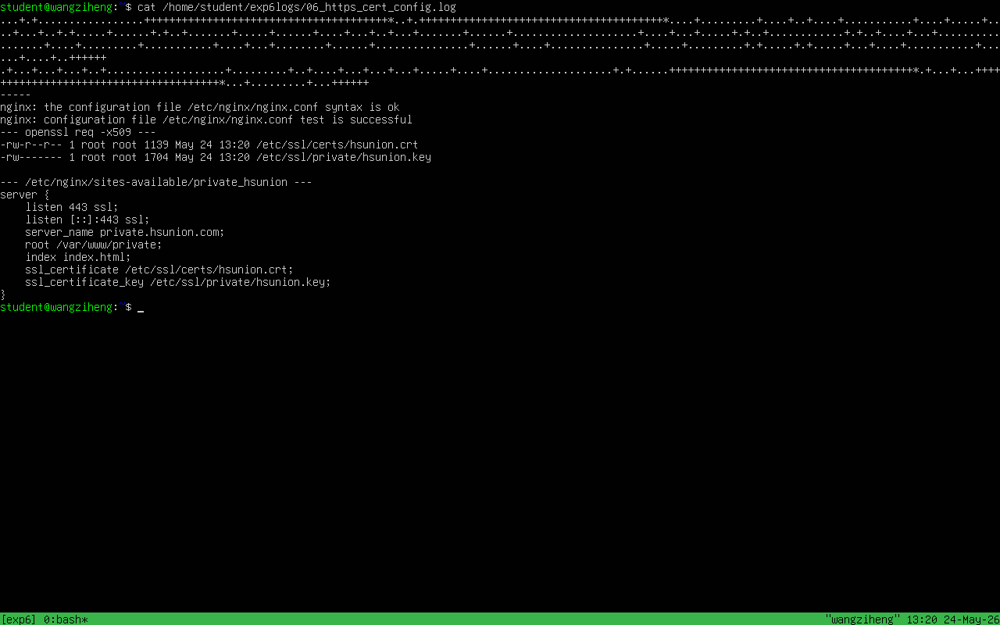 student@wangziheng:~$ cat /home/student/exp6logs/06_https_cert_config.log
...+.+.................+++++++++++++++++++++++++++++++++++++++*..+.+++++++++++++++++++++++++++++++++++++++*....+.........+....+..+....+...........+....+.....+..
..+...+..+.+.....+......+.+..+.......+.....+......+....+...+..+...+.......+......+....................+....+...+.....+.+..+............+.+..+....+...+..........
.......+....+.........+...........+....+...+........+......+...............+......+....+...............+.....+.........+.+.....+.+.....+...+....+...........+...
...+....+..++++++
.+...+...+...+..+...................+.........+..+....+...+...+...+.....+....+....................+.+......+++++++++++++++++++++++++++++++++++++++*.+...+...++++
+++++++++++++++++++++++++++++++++++*...+.........+...++++++
-----
nginx: the configuration file /etc/nginx/nginx.conf syntax is ok
nginx: configuration file /etc/nginx/nginx.conf test is successful
--- openssl req -x509 ---
-rw-r--r-- 1 root root 1139 May 24 13:20 /etc/ssl/certs/hsunion.crt
-rw------- 1 root root 1704 May 24 13:20 /etc/ssl/private/hsunion.key
--- /etc/nginx/sites-available/private_hsunion ---
server {
    listen 443 ssl;
    listen [::]:443 ssl;
    server_name private.hsunion.com;
    root /var/www/private;
    index index.html;
    ssl_certificate /etc/ssl/certs/hsunion.crt;
    ssl_certificate_key /etc/ssl/private/hsunion.key;
}
student@wangziheng:~$ _
[exp6] 0:bash* "wangziheng" 13:20 24-May-26